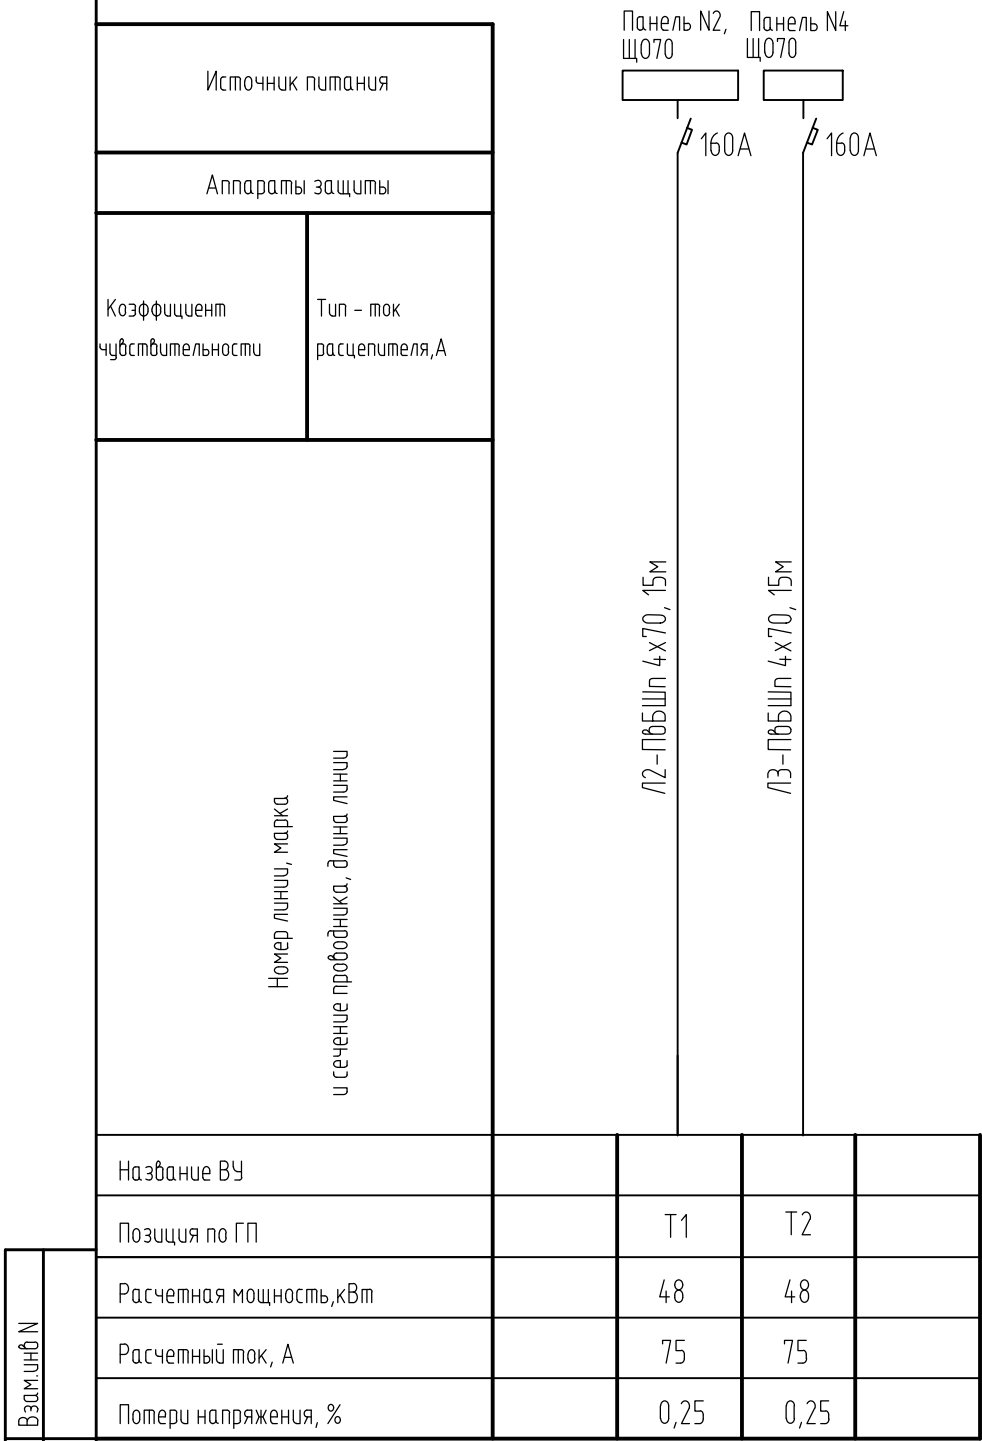 Панель N2,
ЩО70
Панель N4
ЩО70
Источник питания
160А
160А
Аппараты защиты
Коэффициент
чувствительности
Тип – ток
расцепителя,А
Номер линии, марка
и сечение проводника, длина линии
Л2-ПвБШп 4х70, 15м
Л3-ПвБШп 4х70, 15м
Название ВУ
Позиция по ГП Т1 Т2
Расчетная мощность,кВт 48 48
Расчетный ток, А 75 75
Потери напряжения, % 0,25 0,25
Взам.инв N